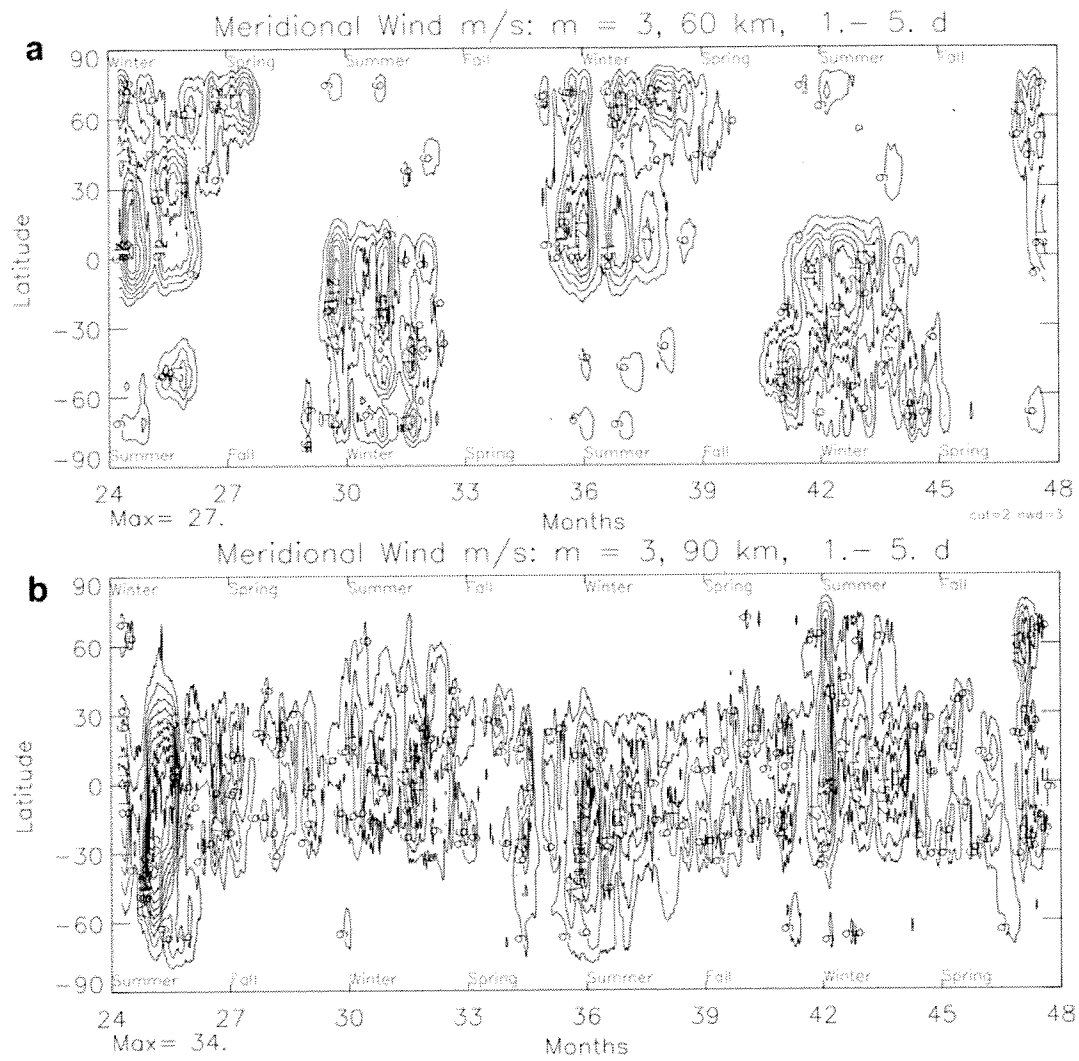 Meridional Wind m/s: m = 3, 60 km, 1.- 5. d
a
90
60
30
0
-30
-60
-90
Latitude
Winter Spring Summer Fall Winter Spring Summer Fall
Summer Fall Winter Spring Summer Fall Winter Spring
24 27 30 33 36 39 42 45 48
Max= 27.
Months
cut=2 nwd=3
Meridional Wind m/s: m = 3, 90 km, 1.- 5. d
b
90
60
30
0
-30
-60
-90
Latitude
Winter Spring Summer Fall Winter Spring Summer Fall
Summer Fall Winter Spring Summer Fall Winter Spring
24 27 30 33 36 39 42 45 48
Max= 34.
Months